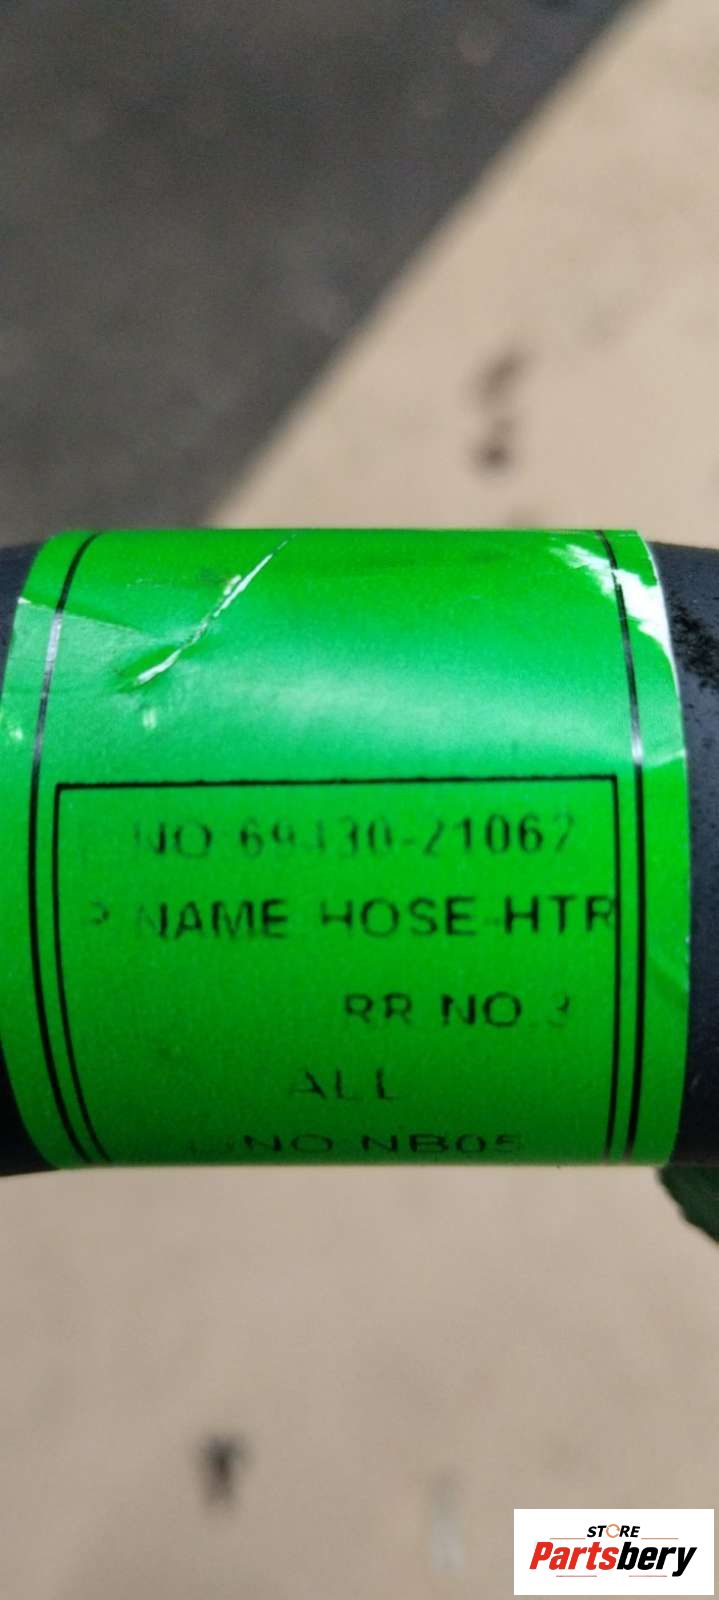 NO 69430-21062
P NAME HOSE-HTR
RR NO.3
ALL
NO NB05
STORE
Partsbery